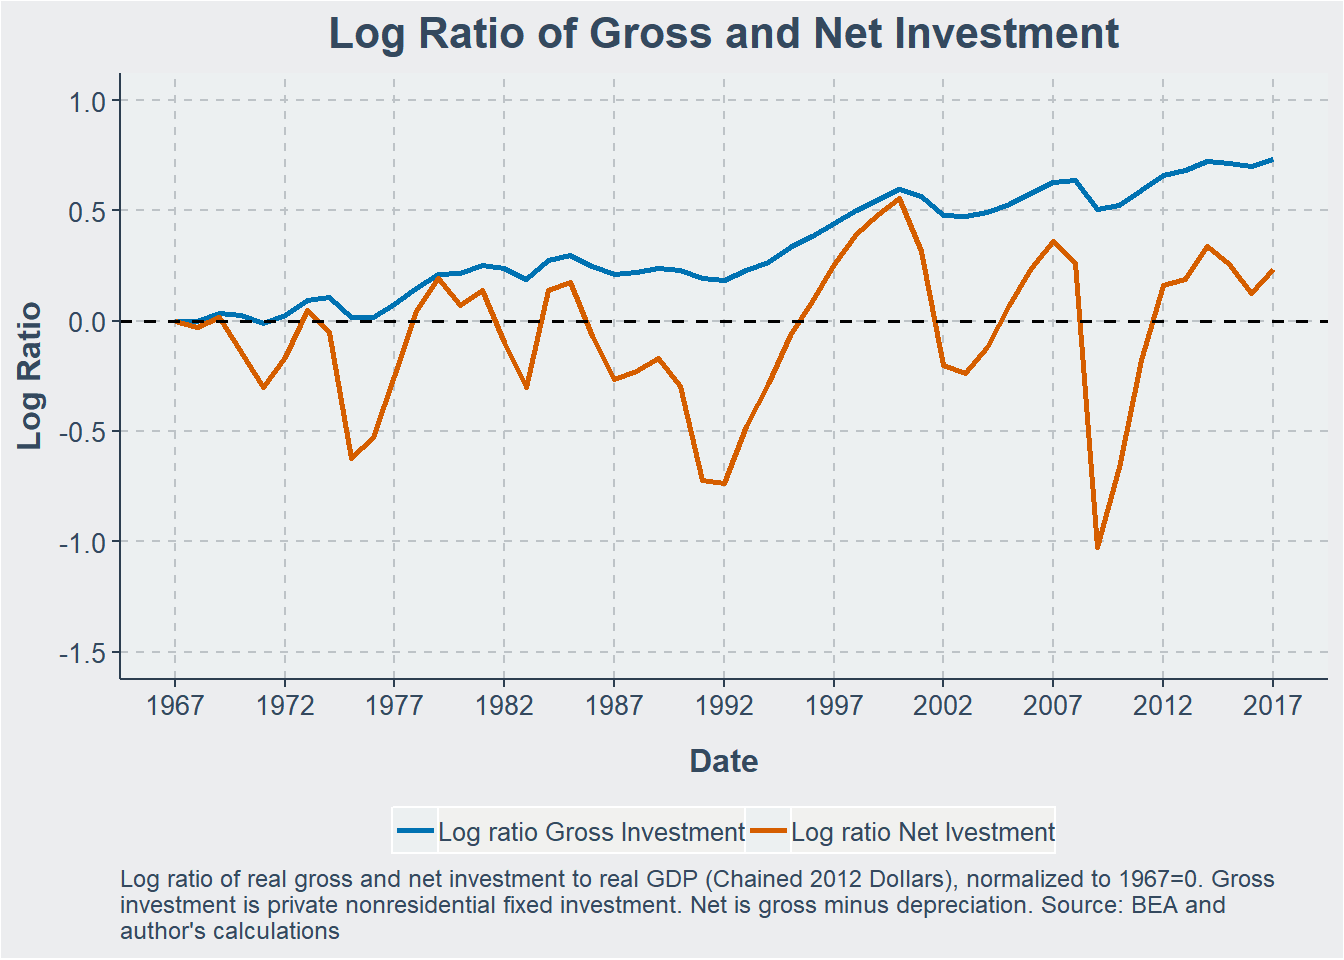 Log Ratio of Gross and Net Investment
Log Ratio
1.0
0.5
0.0
-0.5
-1.0
-1.5
1967 1972 1977 1982 1987 1992 1997 2002 2007 2012 2017
Date
Log ratio Gross Investment Log ratio Net Ivestment
Log ratio of real gross and net investment to real GDP (Chained 2012 Dollars), normalized to 1967=0. Gross
investment is private nonresidential fixed investment. Net is gross minus depreciation. Source: BEA and
author's calculations